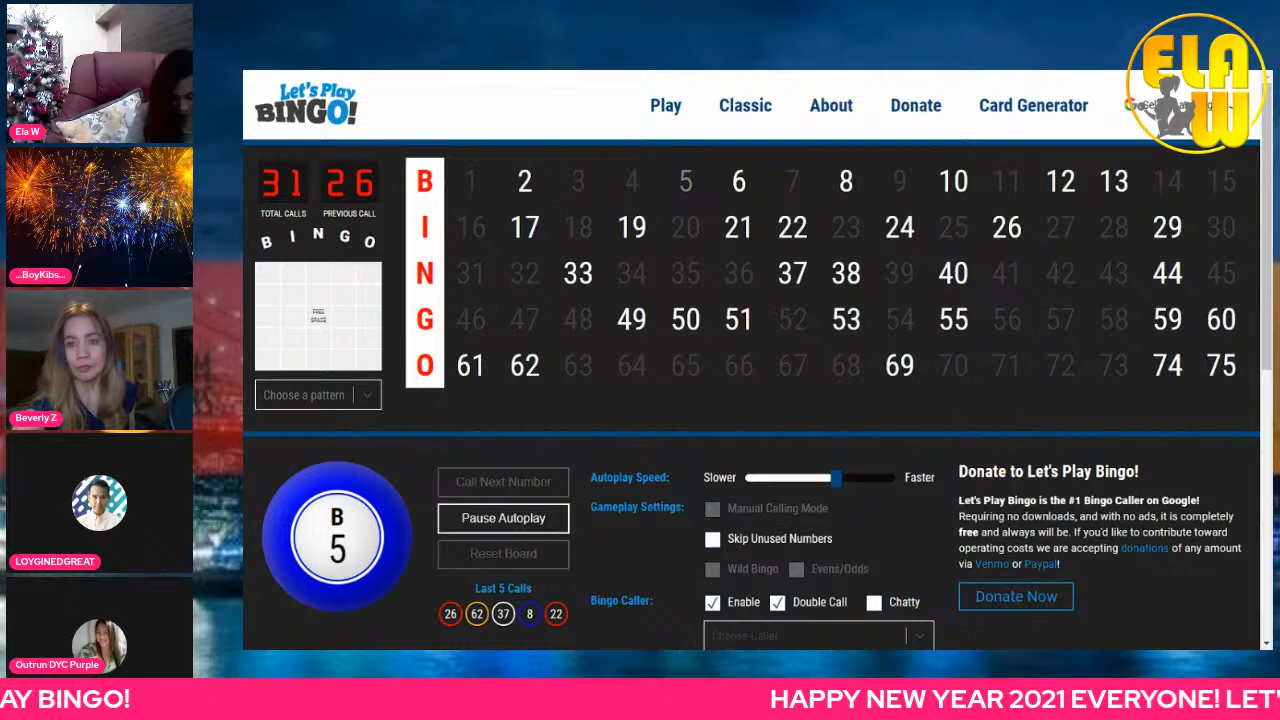 Ela W
...BoyKibs...
Beverly Z
LOYGINEDGREAT
Outrun DYC Purple
Let's Play
BINGO!
Play Classic About Donate Card Generator
ELA
W
31 26
TOTAL CALLS PREVIOUS CALL
B I N G O
FREE
SPACE
Choose a pattern
B 1 2 3 4 5 6 7 8 9 10 11 12 13 14 15
I 16 17 18 19 20 21 22 23 24 25 26 27 28 29 30
N 31 32 33 34 35 36 37 38 39 40 41 42 43 44 45
G 46 47 48 49 50 51 52 53 54 55 56 57 58 59 60
O 61 62 63 64 65 66 67 68 69 70 71 72 73 74 75
B
5
Call Next Number
Pause Autoplay
Reset Board
Last 5 Calls
26 62 37 8 22
Autoplay Speed: Slower Faster
Gameplay Settings: Manual Calling Mode
Skip Unused Numbers
Wild Bingo Evens/Odds
Bingo Caller: Enable Double Call Chatty
Choose Caller
Donate to Let's Play Bingo!
Let's Play Bingo is the #1 Bingo Caller on Google!
Requiring no downloads, and with no ads, it is completely
free and always will be. If you'd like to contribute toward
operating costs we are accepting donations of any amount
via Venmo or Paypal!
Donate Now
AY BINGO! HAPPY NEW YEAR 2021 EVERYONE! LET'